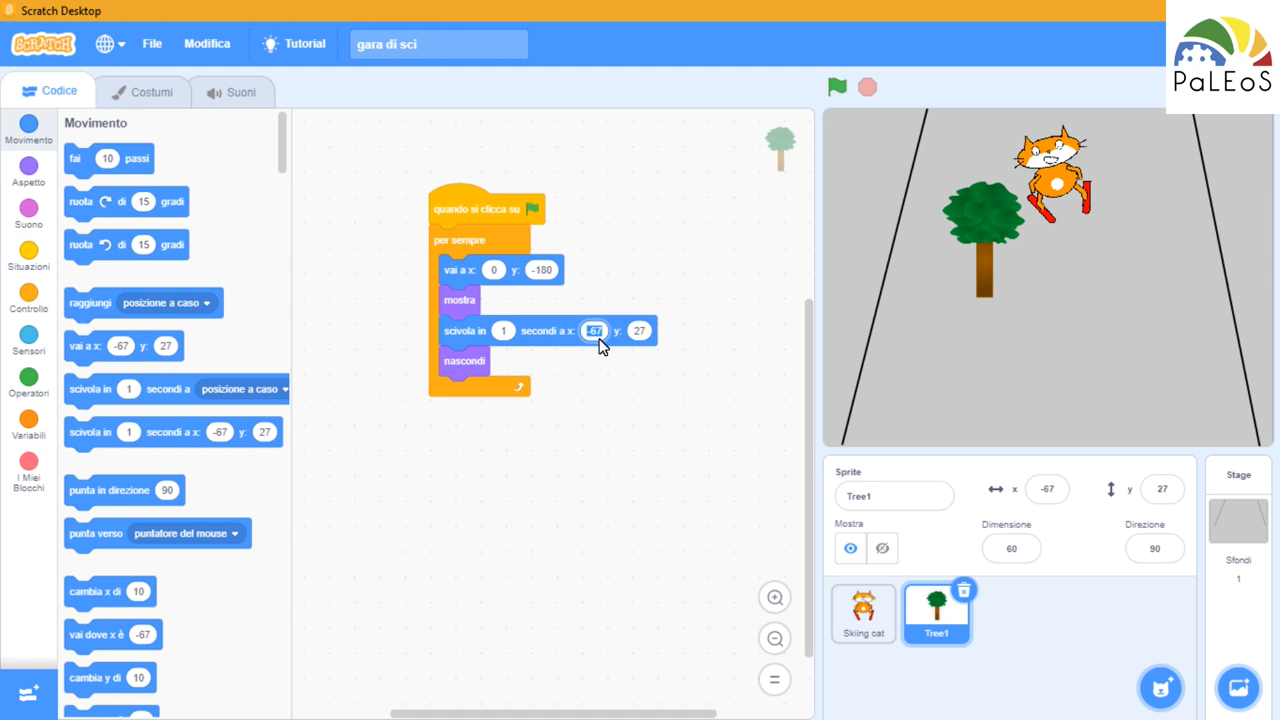 Scratch Desktop
SCRATCH
File
Modifica
Tutorial
gara di sci
PaLEoS
Codice
Costumi
Suoni
Movimento
Aspetto
Suono
Situazioni
Controllo
Sensori
Operatori
Variabili
I Miei
Blocchi
Movimento
fai 10 passi
ruota di 15 gradi
ruota di 15 gradi
raggiungi posizione a caso
vai a x: -67 y: 27
scivola in 1 secondi a posizione a caso
scivola in 1 secondi a x: -67 y: 27
punta in direzione 90
punta verso puntatore del mouse
cambia x di 10
vai dove x è -67
cambia y di 10
quando si clicca su
per sempre
vai a x: 0 y: -180
mostra
scivola in 1 secondi a x: -67 y: 27
nascondi
Sprite
Tree1
x -67
y 27
Mostra
Dimensione
60
Direzione
90
Skiing cat
Tree1
Stage
Sfondi
1